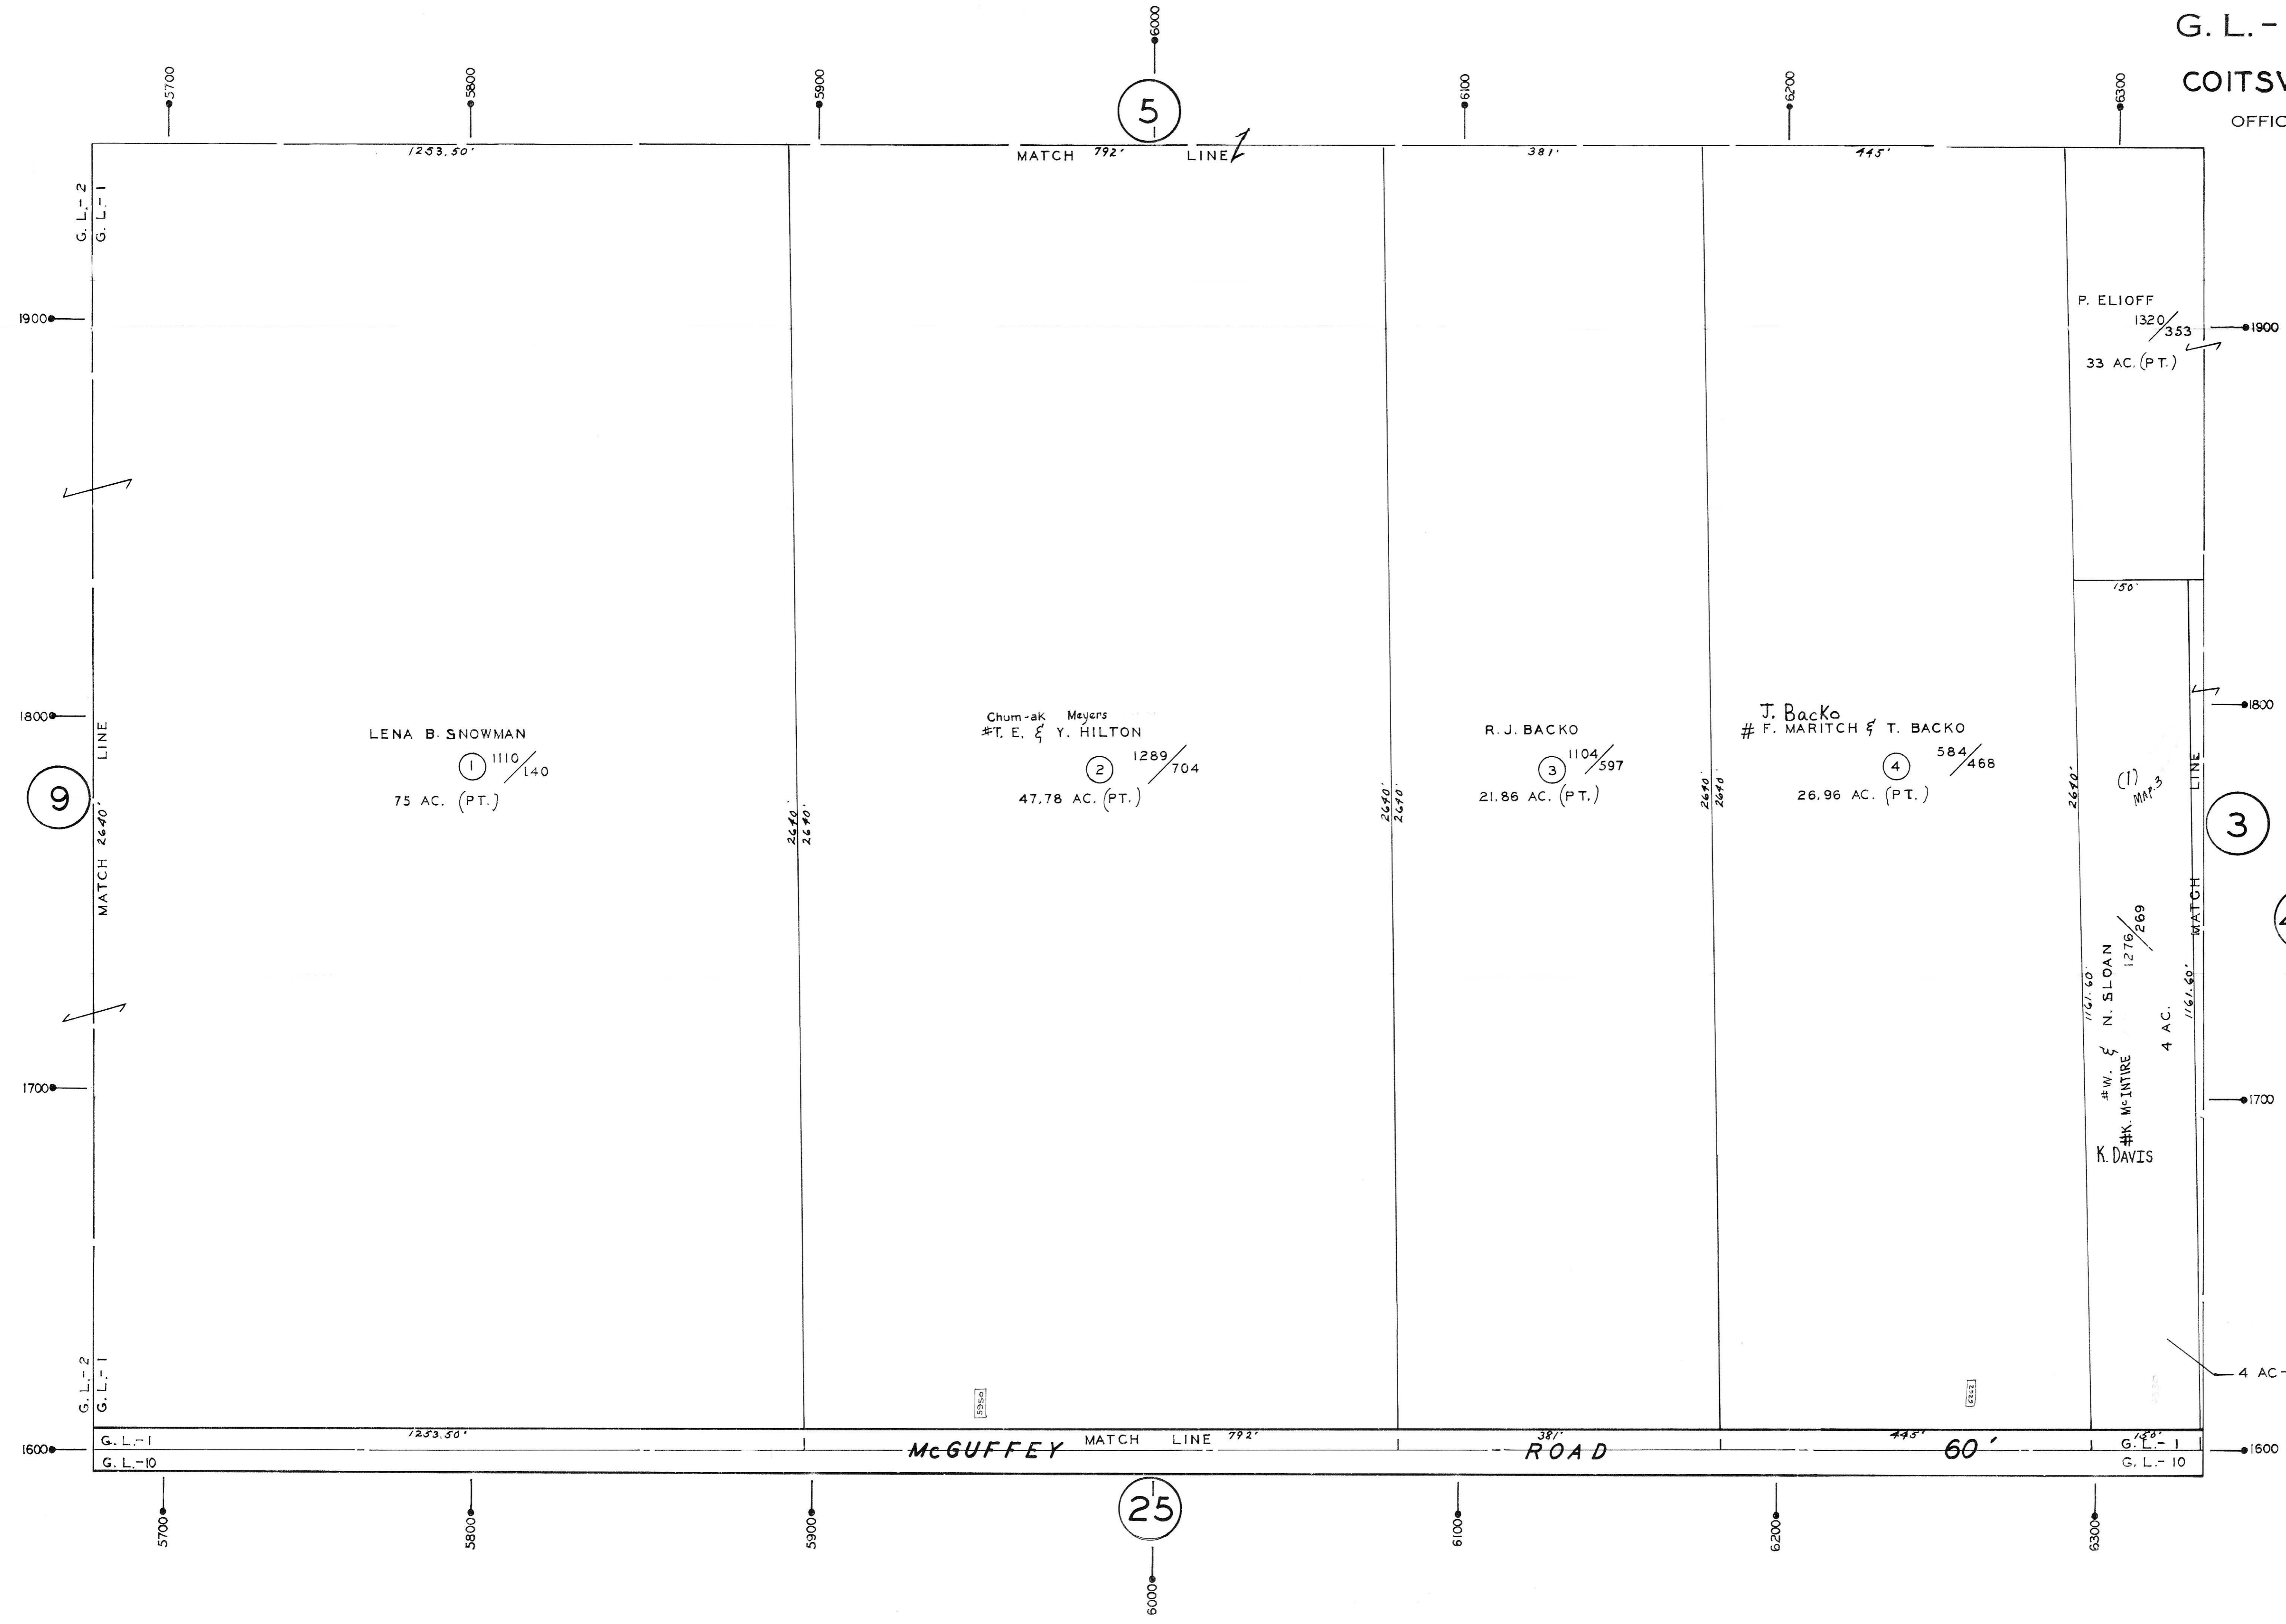 G. L. -
COITSV
OFFIC
5700
5800
5900
6000
6100
6200
6300
5
1253.50'
MATCH 792' LINE
381'
445'
G. L. - 2
G. L. - 1
1900
1900
P. ELIOFF
1320/353
33 AC. (PT.)
150'
1800
1800
LENA B. SNOWMAN
1 1110/140
75 AC. (PT.)
Chum-ak Meyers
#T. E. & Y. HILTON
2 1289/704
47.78 AC. (PT.)
R. J. BACKO
3 1104/597
21.86 AC. (PT.)
J. Backo
# F. MARITCH & T. BACKO
4 584/468
26.96 AC. (PT.)
(1)
MAP.3
9
MATCH 2640' LINE
2640'
2640'
2640'
2640'
2640'
2640'
2640'
MATCH LINE
3
1161.60'
#W. & N. SLOAN
1276/269
#K. McINTIRE
K. DAVIS
4 AC.
1161.60'
1700
1700
4 AC-
G. L. - 2
G. L. - 1
5950
6262
1600
1600
G. L. - 1
1253.50'
MATCH LINE 792'
381'
445'
150'
G. L. - 1
McGUFFEY ROAD 60'
G. L. - 10
G. L. - 10
25
5700
5800
5900
6000
6100
6200
6300